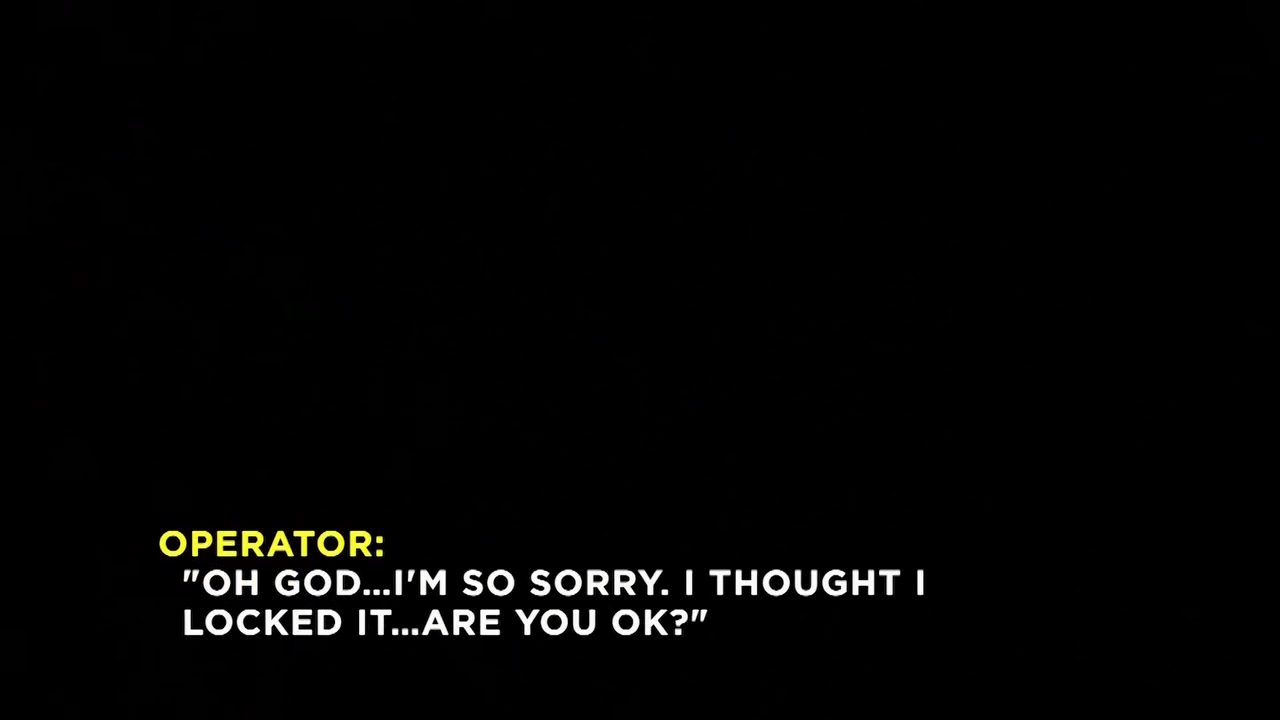 OPERATOR:
"OH GOD...I'M SO SORRY. I THOUGHT I
LOCKED IT...ARE YOU OK?"